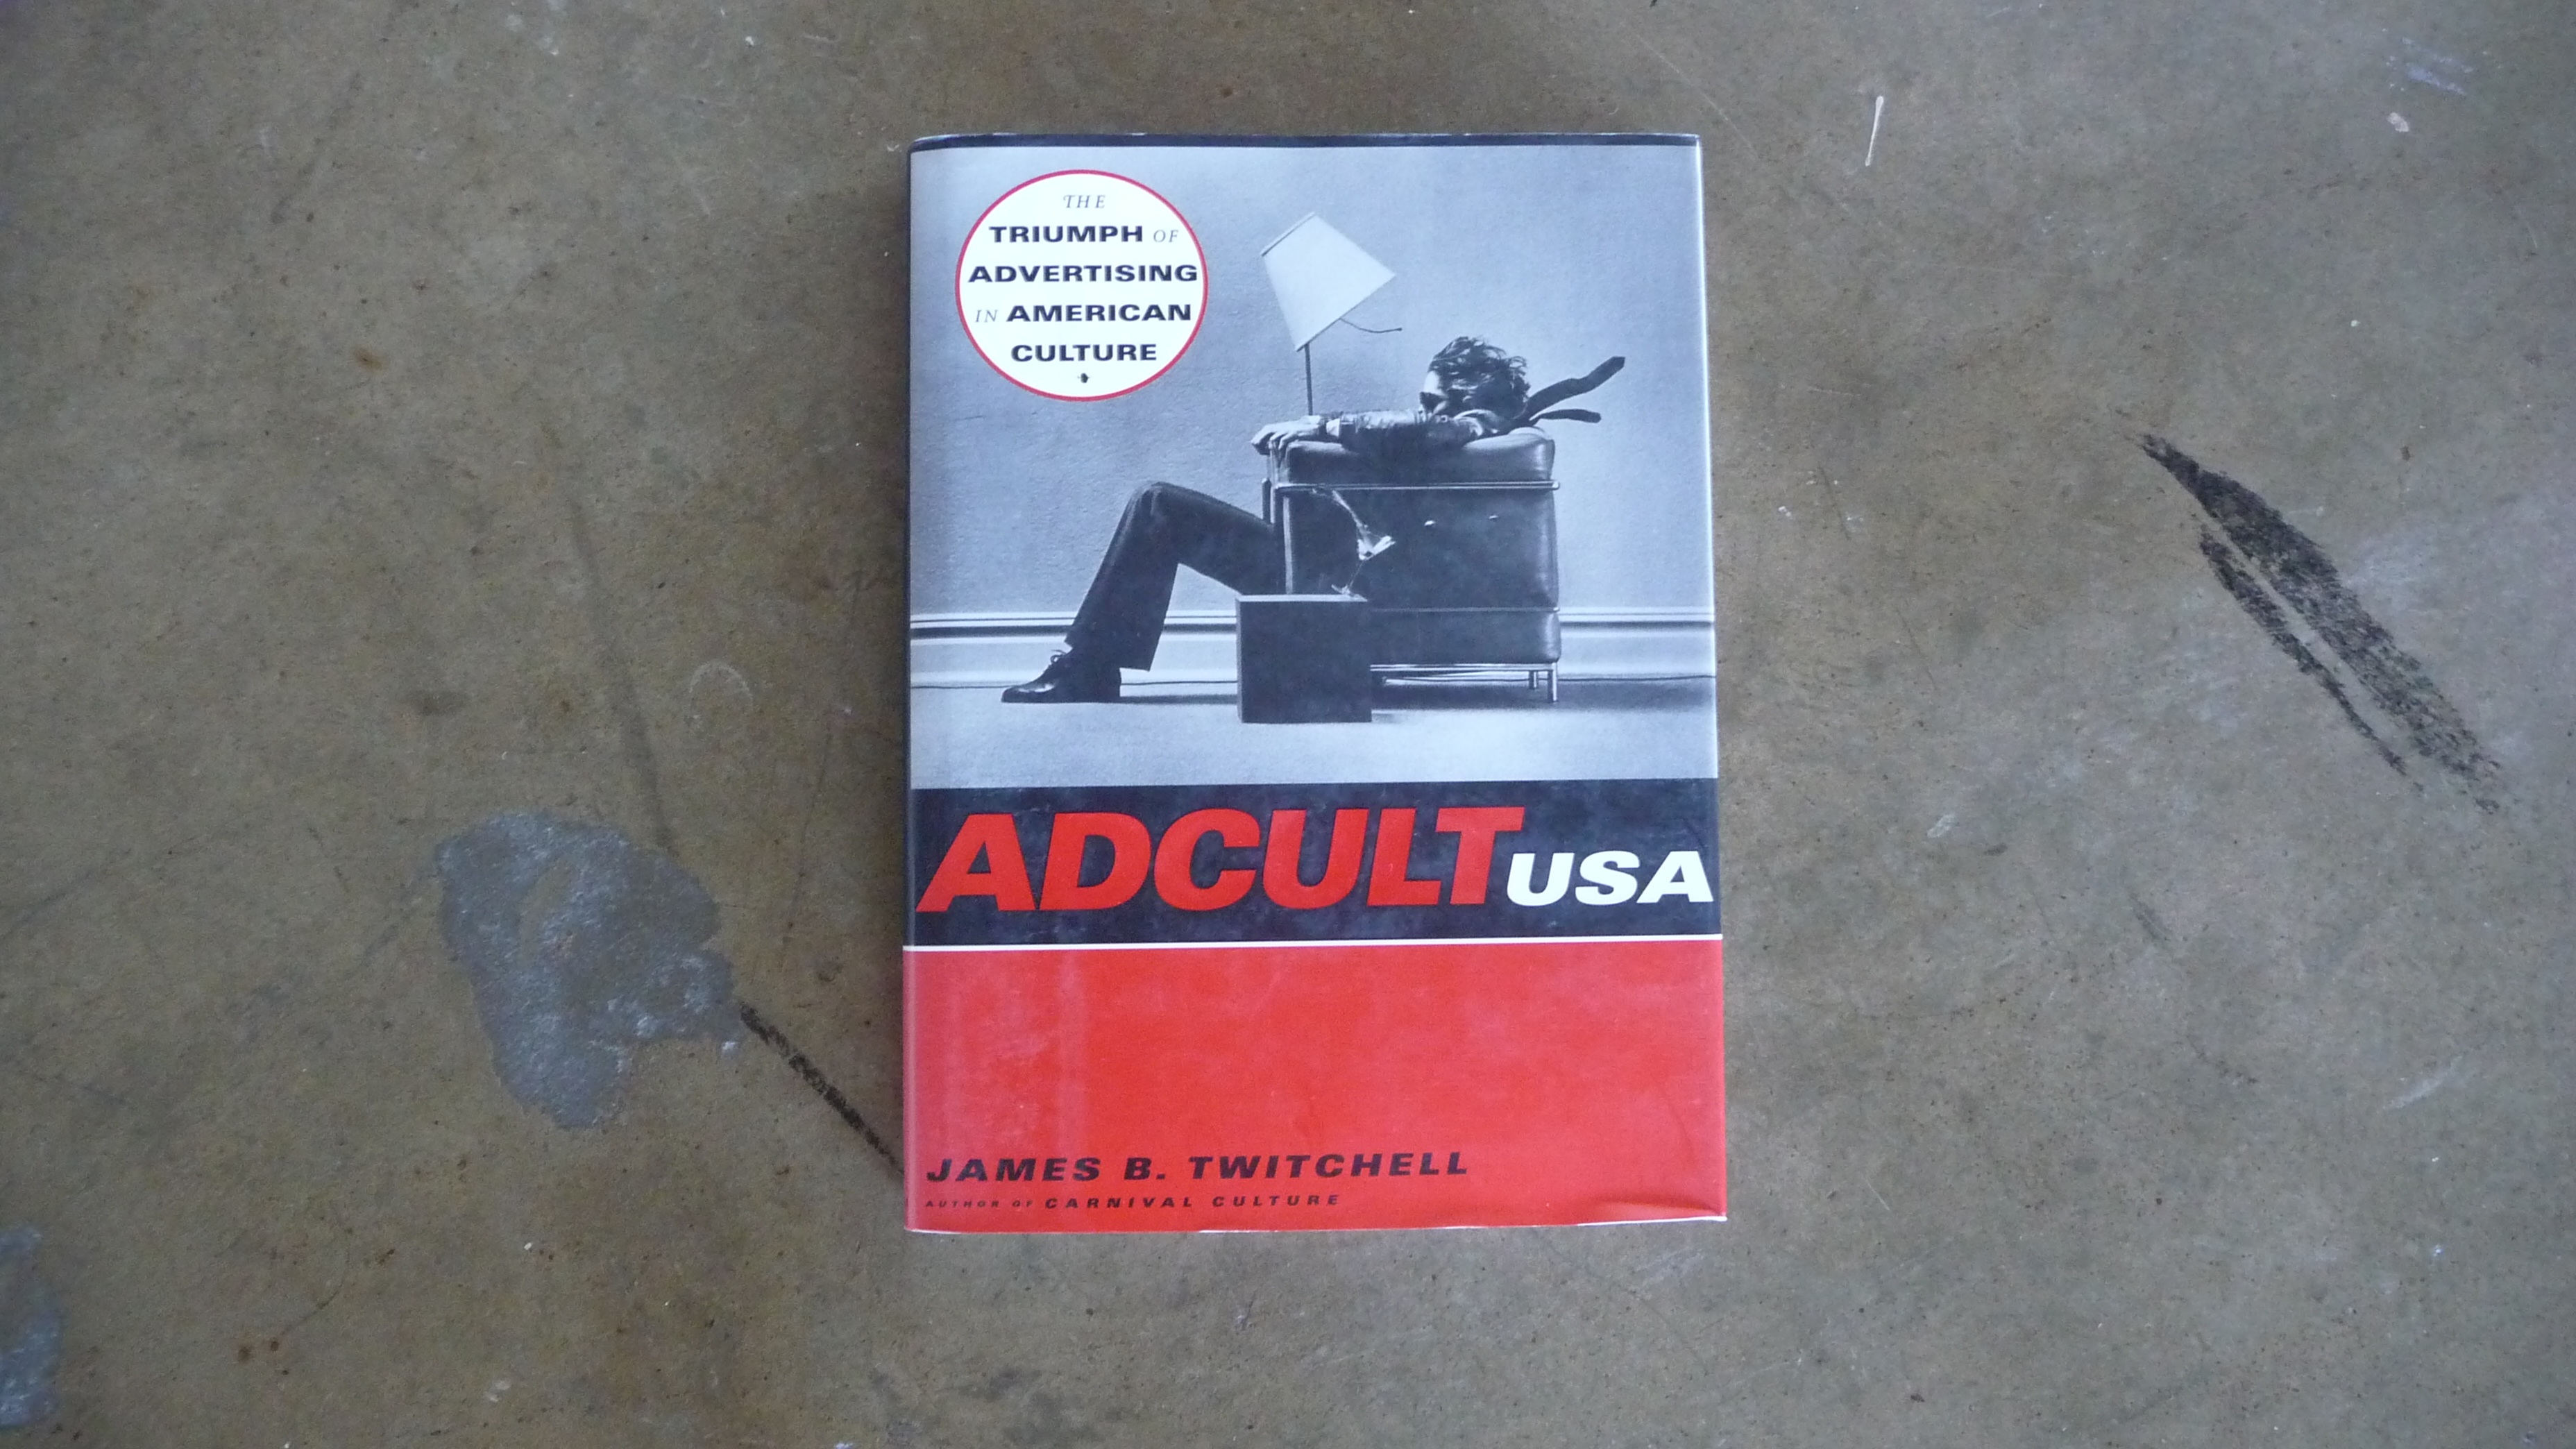 THE
TRIUMPH OF
ADVERTISING
IN AMERICAN
CULTURE
ADCULT USA
JAMES B. TWITCHELL
AUTHOR OF CARNIVAL CULTURE